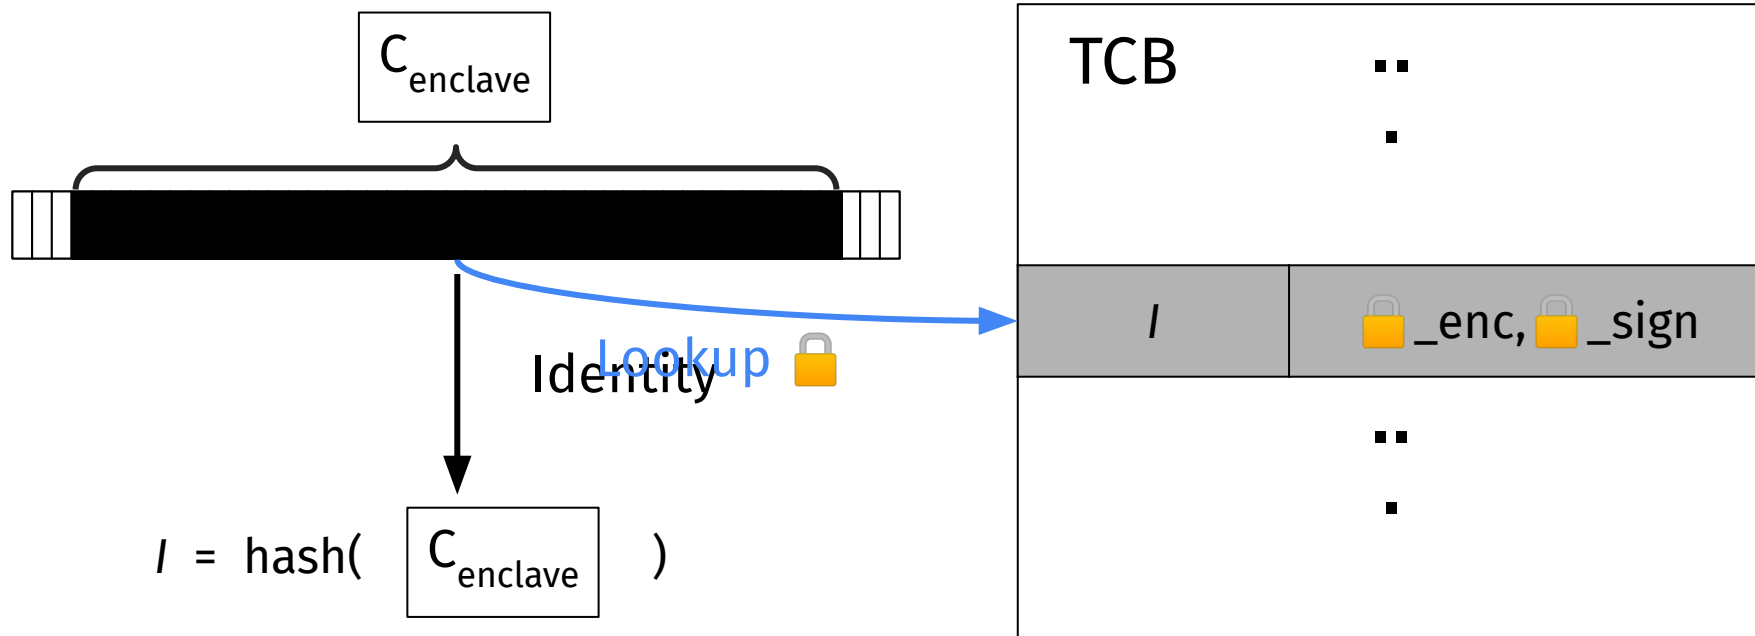 C_enclave
TCB
..
.
Identity
Lookup 🔒
I
🔒_enc,🔒_sign
..
.
I = hash( C_enclave )